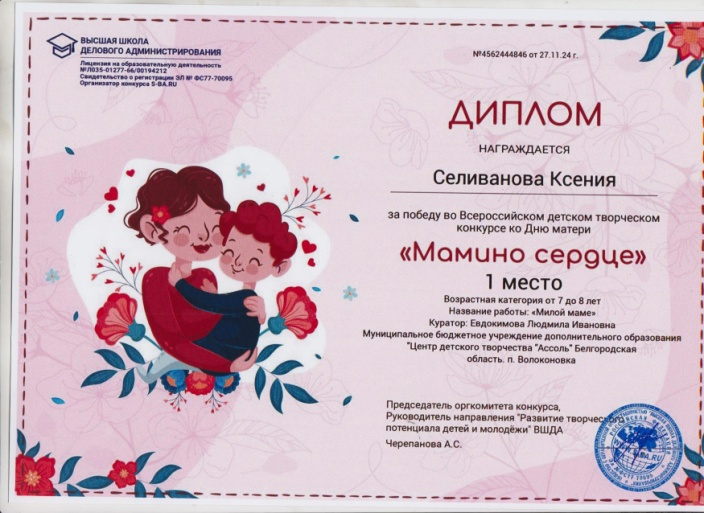 ВЫСШАЯ ШКОЛА
ДЕЛОВОГО АДМИНИСТРИРОВАНИЯ
Лицензия на образовательную деятельность
№Л035-01277-66/00194212
Свидетельство о регистрации ЭЛ № ФС77-70095
Организатор конкурса S-BA.RU
№4562444846 от 27.11.24 г.
ДИПЛОМ
НАГРАЖДАЕТСЯ
Селиванова Ксения
за победу во Всероссийском детском творческом
конкурсе ко Дню матери
«Мамино сердце»
1 место
Возрастная категория от 7 до 8 лет
Название работы: «Милой маме»
Куратор: Евдокимова Людмила Ивановна
Муниципальное бюджетное учреждение дополнительного образования
"Центр детского творчества "Ассоль" Белгородская
область. п. Волоконовка
Председатель оргкомитета конкурса,
Руководитель направления "Развитие творческого
потенциала детей и молодёжи" ВШДА
Черепанова А.С.